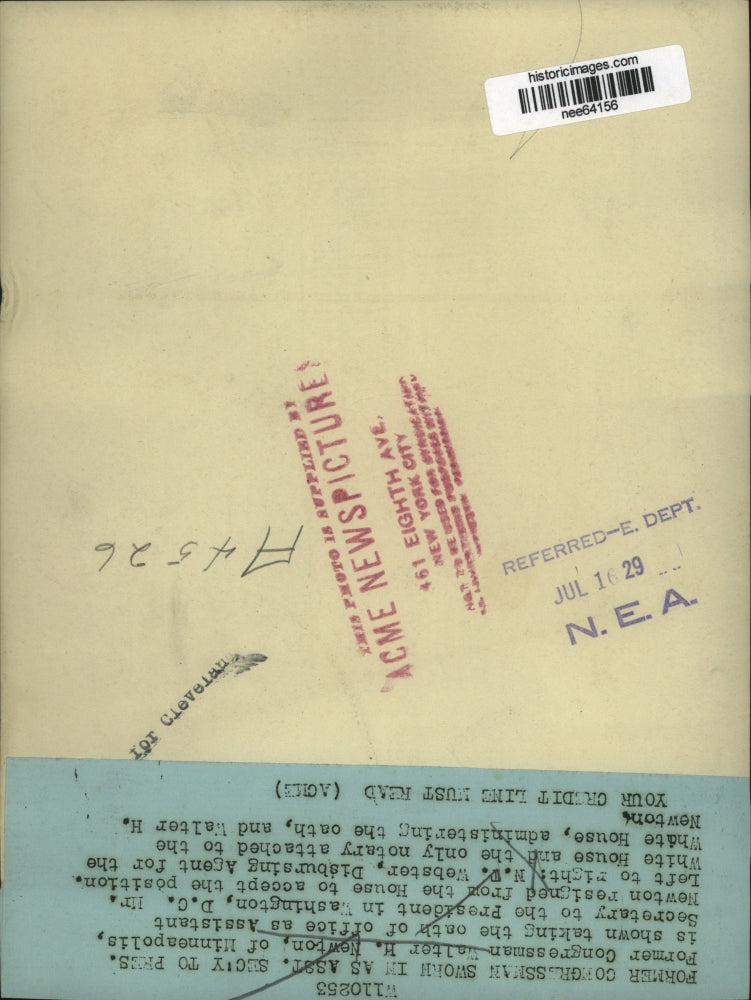 historicimages.com
nee64156
THIS PHOTO IS SUPPLIED BY
ACME NEWSPICTURES
461 EIGHTH AVE.
NEW YORK CITY
REFERRED-E. DEPT.
JUL 16 29
N. E. A.
A4526
for Cleveland
W110253
FORMER CONGRESSMAN SWORN IN AS ASST. SEC'Y TO PRES.
Former Congressman Walter H. Newton, of Minneapolis,
is shown taking the oath of office as Assistant
Secretary to the President in Washington, D.C. Mr.
Newton resigned from the House to accept the position.
Left to right: N.P. Webster, Disbursing Agent for the
White House and the only notary attached to the
White House, administering the oath, and Walter H.
Newton.
YOUR CREDIT LINE MUST READ (ACME)